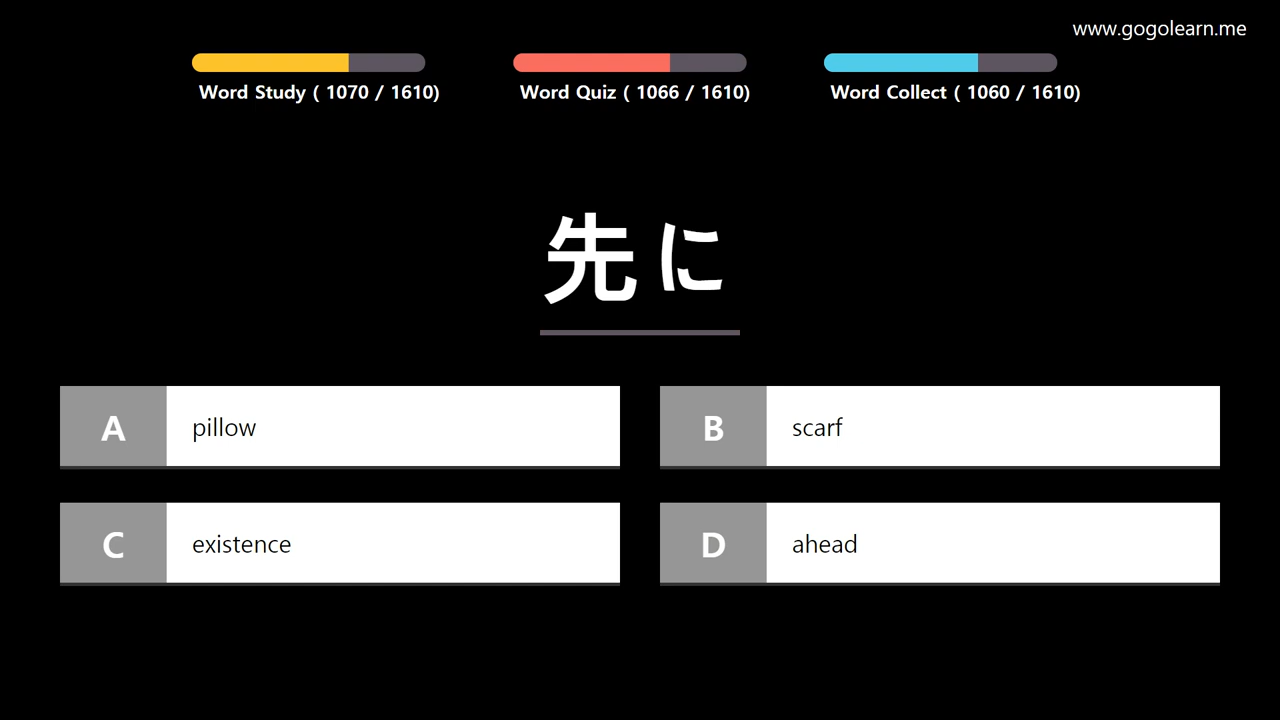 www.gogolearn.me
Word Study ( 1070 / 1610)
Word Quiz ( 1066 / 1610)
Word Collect ( 1060 / 1610)
先に
A pillow
B scarf
C existence
D ahead